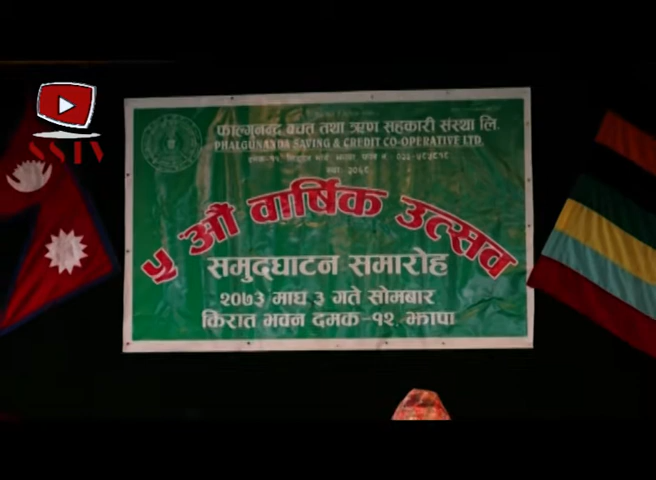 SSTV
फाल्गुनन्द बचत तथा ऋण सहकारी संस्था लि.
PHALGUNANDA SAVING & CREDIT CO-OPERATIVE LTD.
५ औं वार्षिक उत्सव
समुद्घाटन समारोह
२०७३ माघ ३ गते सोमबार
किरात भवन दमक-१२, झापा